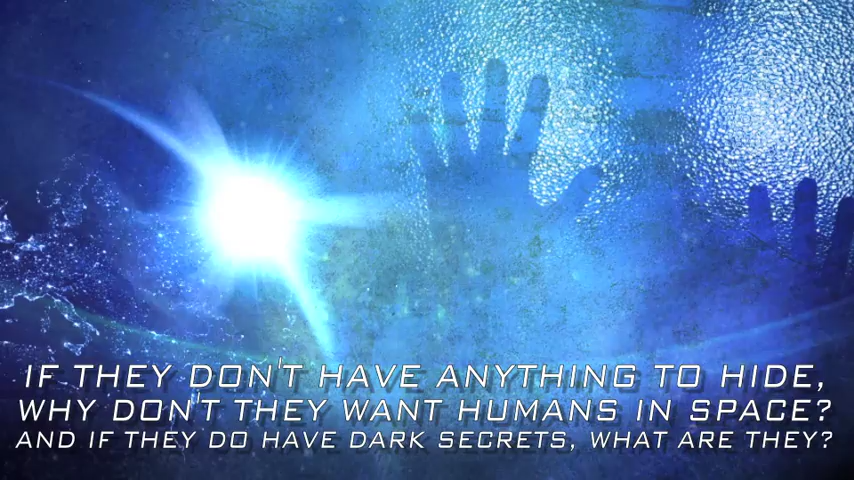 IF THEY DON'T HAVE ANYTHING TO HIDE,
WHY DON'T THEY WANT HUMANS IN SPACE?
AND IF THEY DO HAVE DARK SECRETS, WHAT ARE THEY?